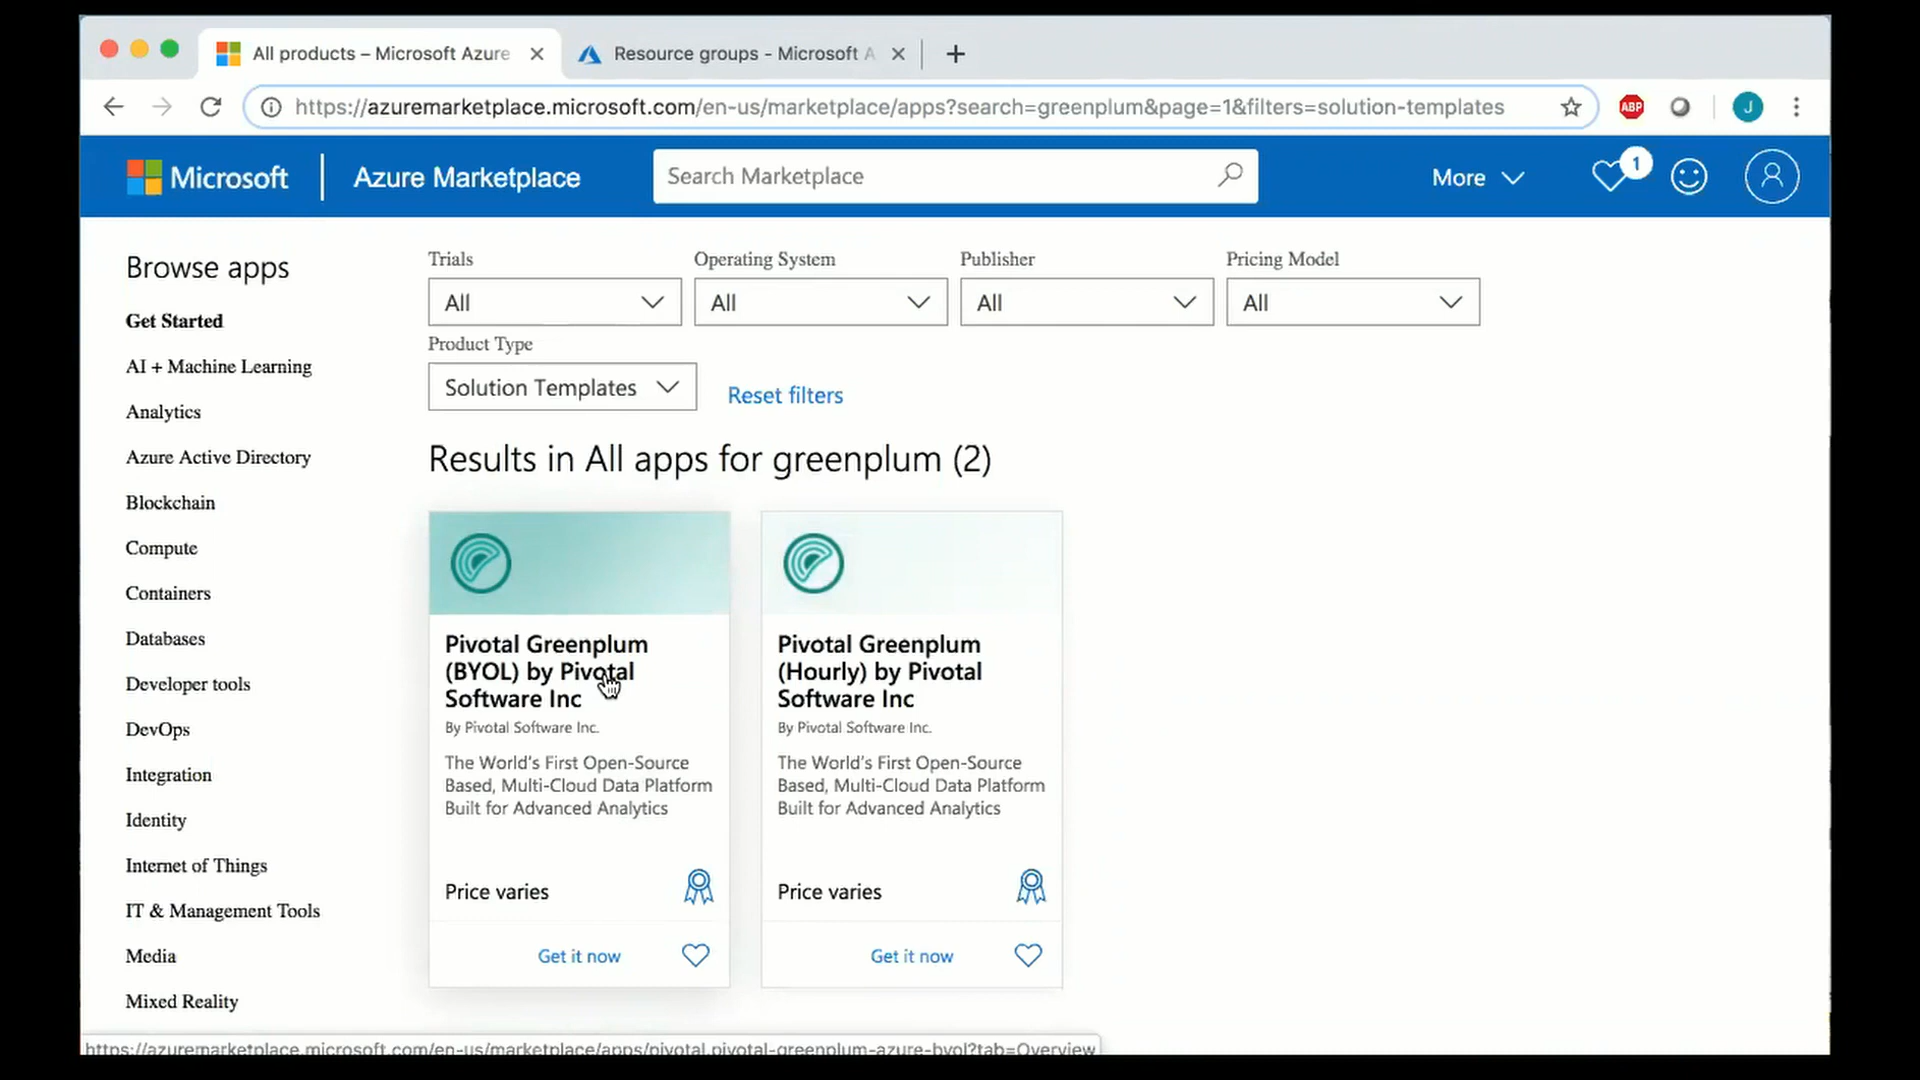 All products – Microsoft Azure
Resource groups - Microsoft A
https://azuremarketplace.microsoft.com/en-us/marketplace/apps?search=greenplum&page=1&filters=solution-templates
ABP
J
Microsoft
Azure Marketplace
Search Marketplace
More
1
Browse apps
Get Started
AI + Machine Learning
Analytics
Azure Active Directory
Blockchain
Compute
Containers
Databases
Developer tools
DevOps
Integration
Identity
Internet of Things
IT & Management Tools
Media
Mixed Reality
Trials
Operating System
Publisher
Pricing Model
All
All
All
All
Product Type
Solution Templates
Reset filters
Results in All apps for greenplum (2)
Pivotal Greenplum
(BYOL) by Pivotal
Software Inc
By Pivotal Software Inc.
The World's First Open-Source
Based, Multi-Cloud Data Platform
Built for Advanced Analytics
Price varies
Get it now
Pivotal Greenplum
(Hourly) by Pivotal
Software Inc
By Pivotal Software Inc.
The World's First Open-Source
Based, Multi-Cloud Data Platform
Built for Advanced Analytics
Price varies
Get it now
https://azuremarketplace.microsoft.com/en-us/marketplace/apps/pivotal.pivotal-greenplum-azure-byol?tab=Overview